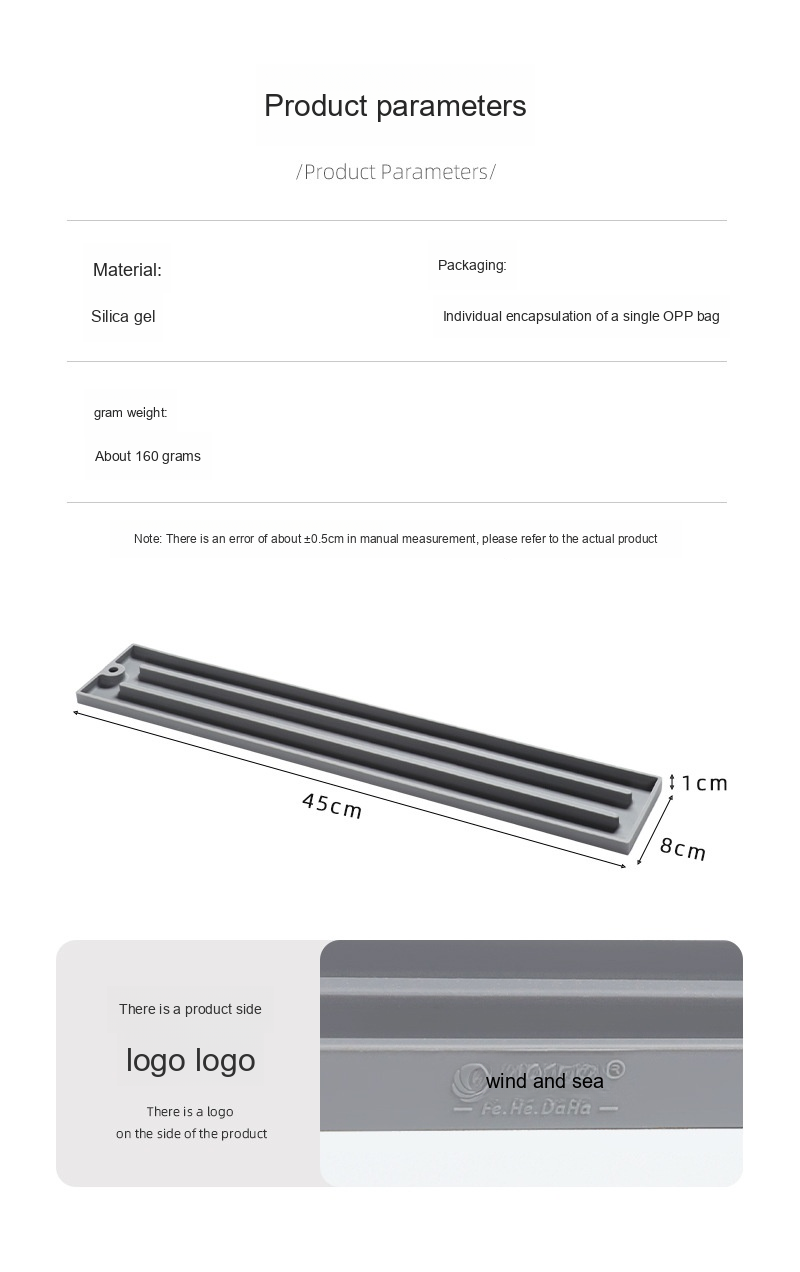 Product parameters
/Product Parameters/
Material:
Packaging:
Silica gel
Individual encapsulation of a single OPP bag
gram weight:
About 160 grams
Note: There is an error of about ±0.5cm in manual measurement, please refer to the actual product
45cm
1cm
8cm
There is a product side
logo logo
There is a logo
on the side of the product
wind and sea
®
Fe.He.DaHa